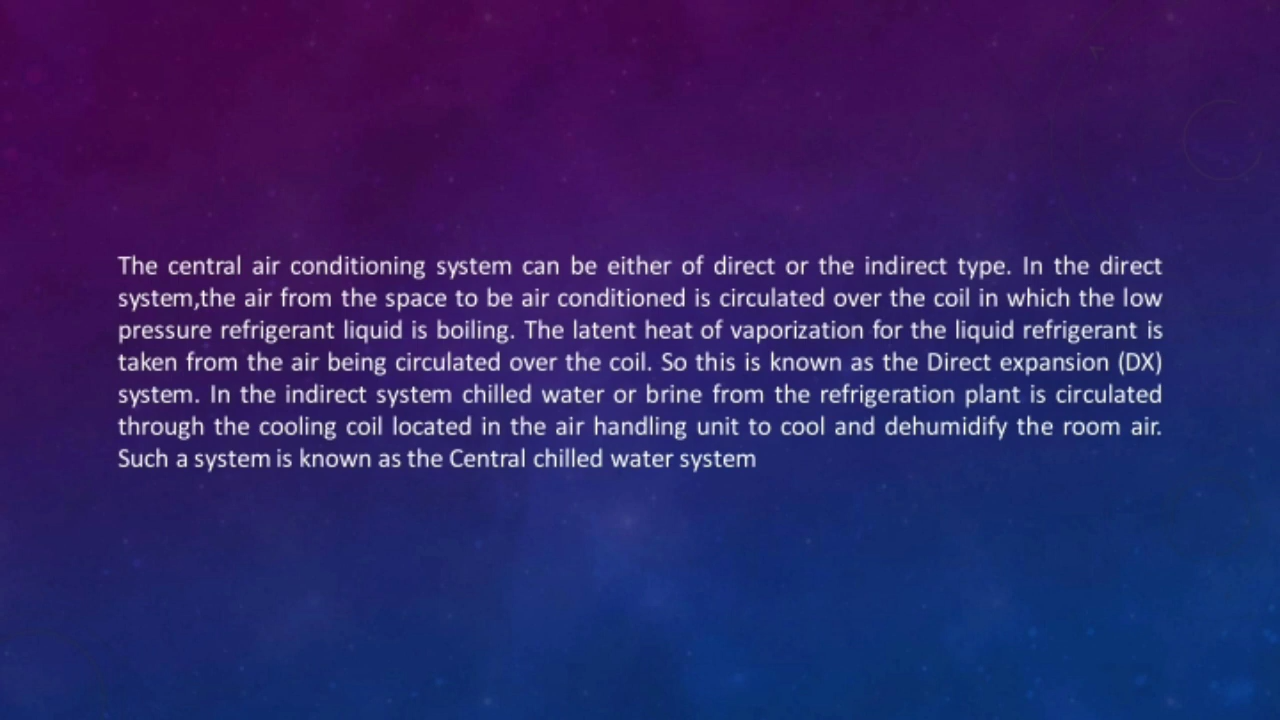 The central air conditioning system can be either of direct or the indirect type. In the direct
system,the air from the space to be air conditioned is circulated over the coil in which the low
pressure refrigerant liquid is boiling. The latent heat of vaporization for the liquid refrigerant is
taken from the air being circulated over the coil. So this is known as the Direct expansion (DX)
system. In the indirect system chilled water or brine from the refrigeration plant is circulated
through the cooling coil located in the air handling unit to cool and dehumidify the room air.
Such a system is known as the Central chilled water system